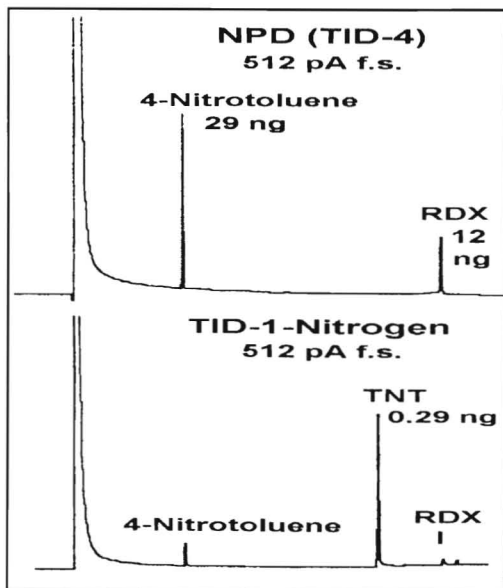 NPD (TID-4)
512 pA f.s.
4-Nitrotoluene
29 ng
RDX
12
ng
TID-1-Nitrogen
512 pA f.s.
TNT
0.29 ng
4-Nitrotoluene
RDX